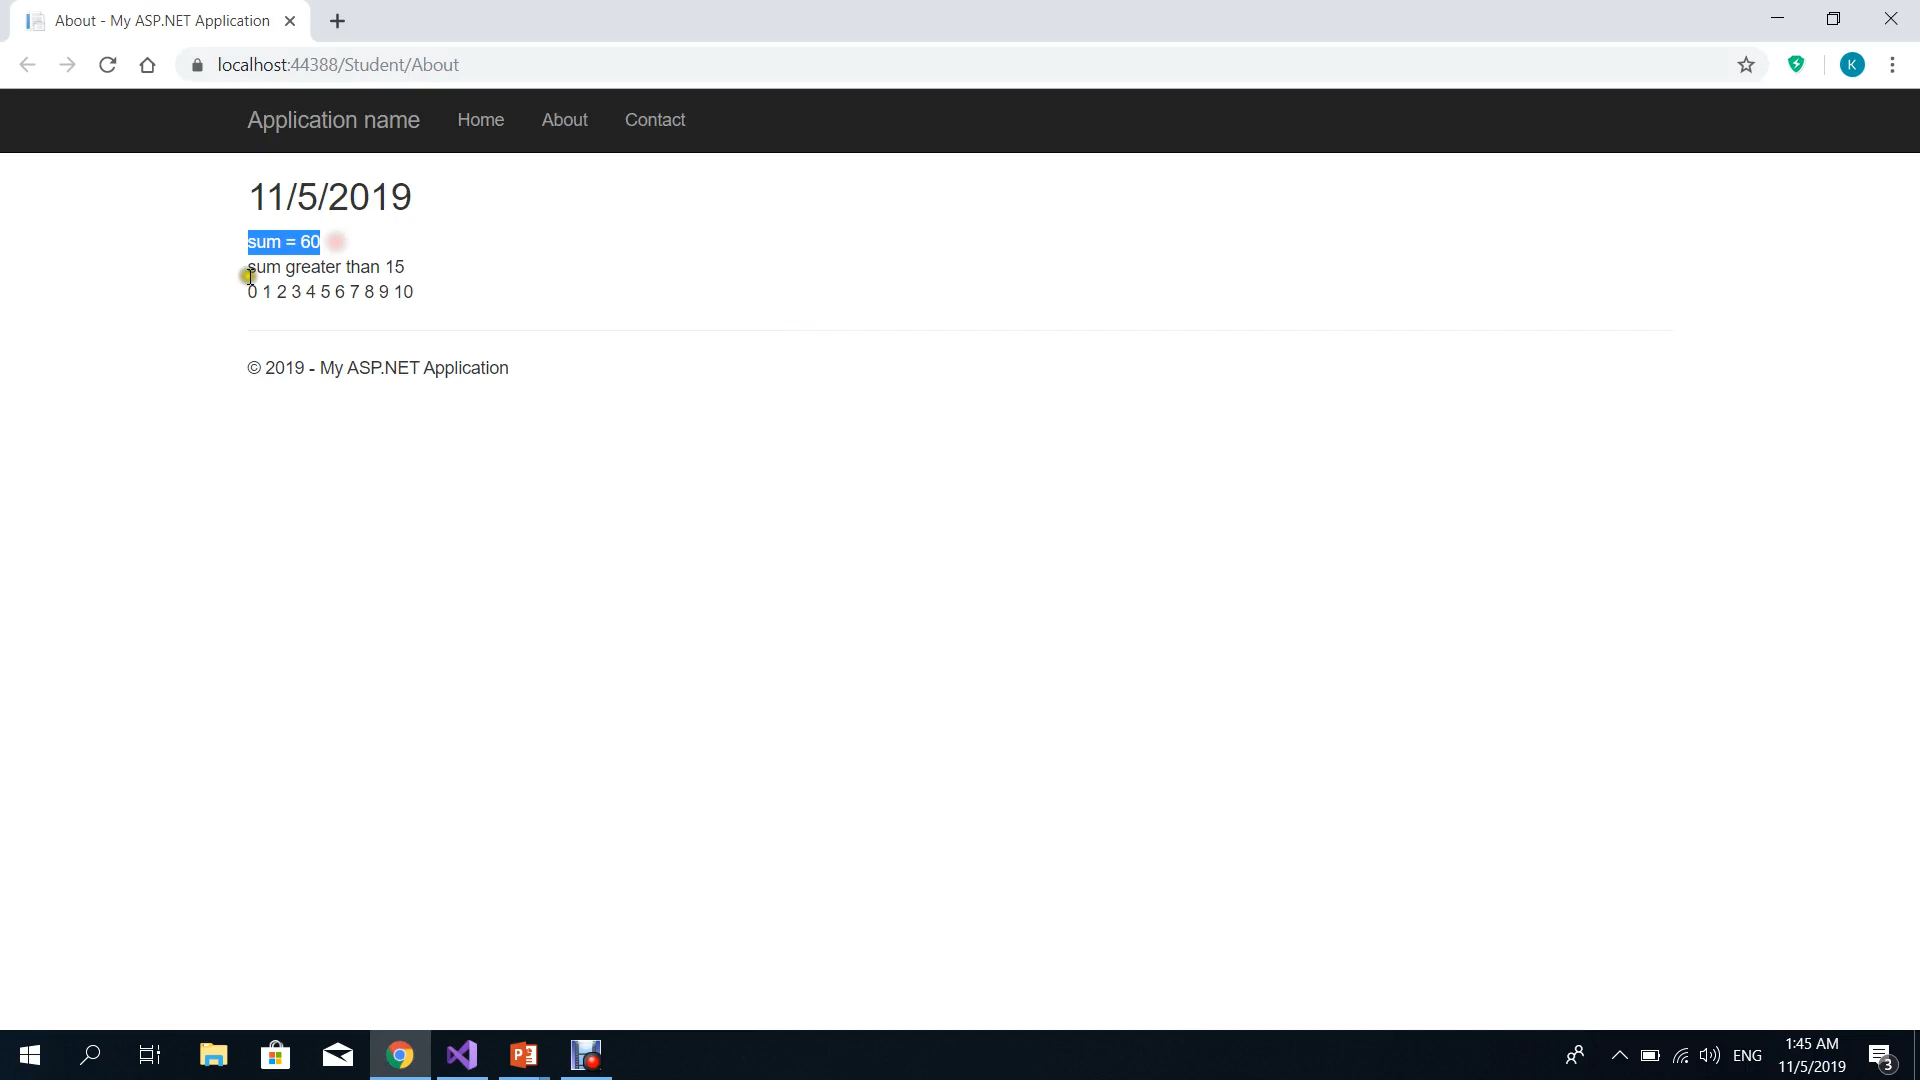 About - My ASP.NET Application
localhost:44388/Student/About
K
Application name Home About Contact
11/5/2019
sum = 60
sum greater than 15
0 1 2 3 4 5 6 7 8 9 10
© 2019 - My ASP.NET Application
ENG
1:45 AM
11/5/2019
3